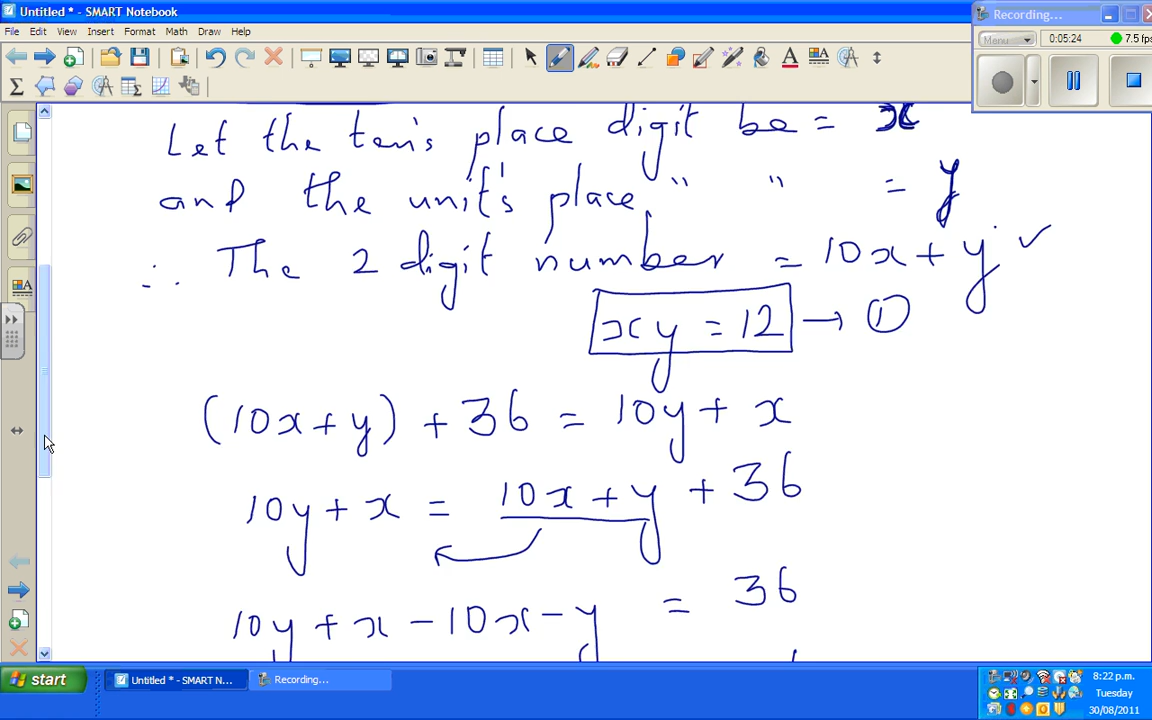 Untitled * - SMART Notebook
Recording...
File Edit View Insert Format Math Draw Help
Menu 0:05:24 7.5 fps
Let the ten's place digit be = x
and the unit's place " " = y
∴ The 2 digit number = 10x + y ✓
xy = 12 → ①
(10x + y) + 36 = 10y + x
10y + x = 10x + y + 36
10y + x - 10x - y = 36
start
Untitled * - SMART N...
Recording...
8:22 p.m.
Tuesday
30/08/2011